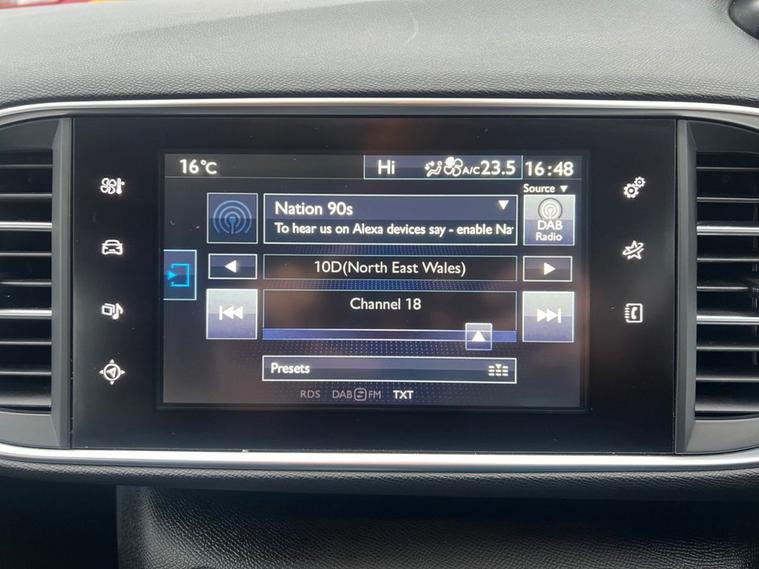 16°C Hi A/C 23.5 16:48
Source
Nation 90s
To hear us on Alexa devices say - enable Na
DAB
Radio
10D(North East Wales)
Channel 18
Presets
RDS DAB FM TXT